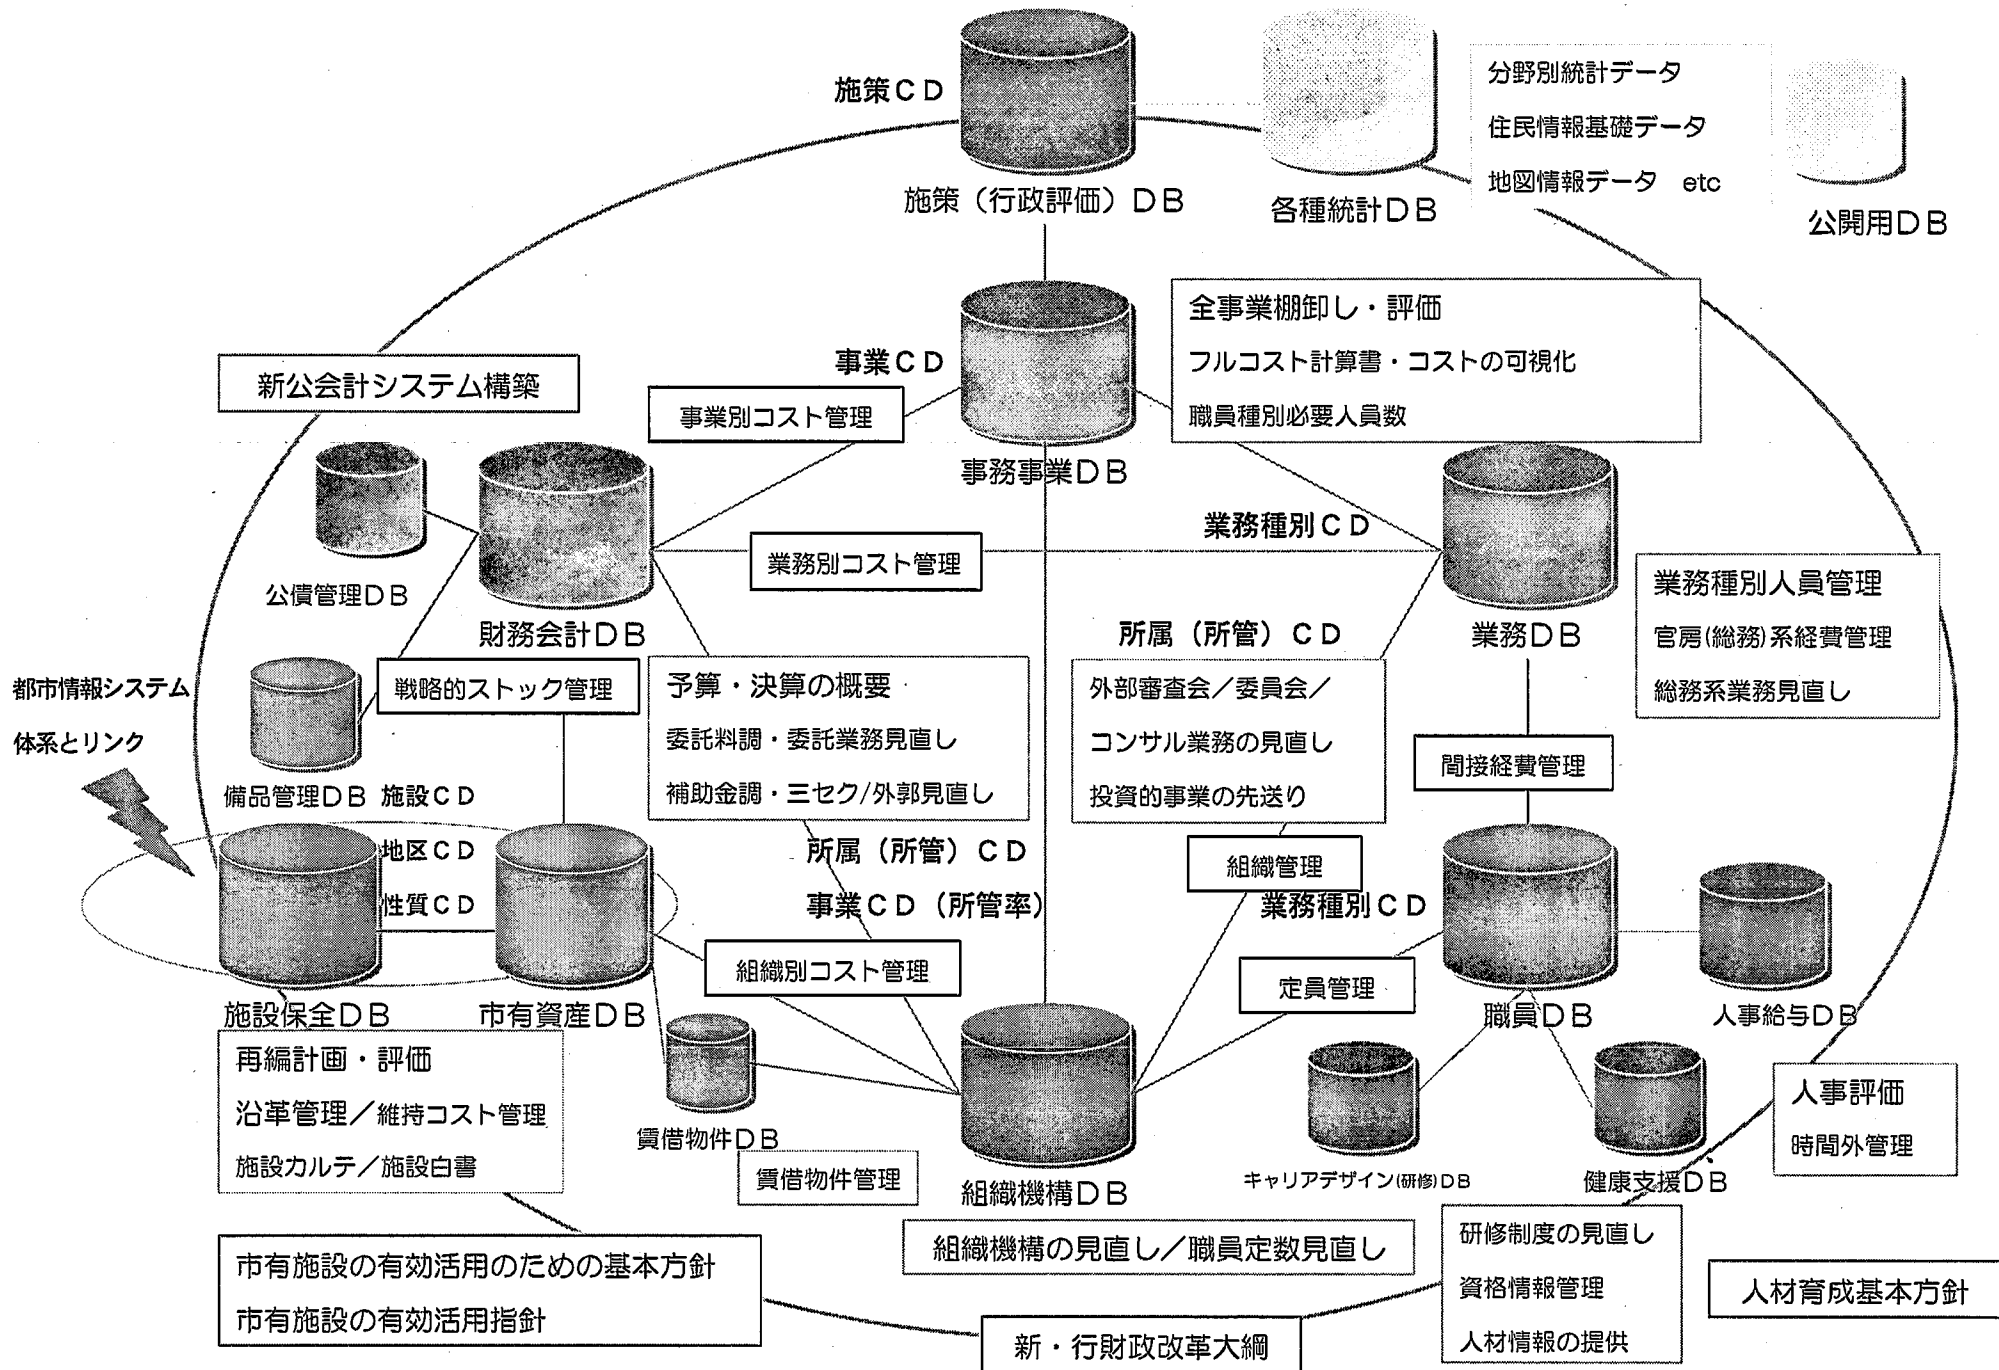 施策ＣＤ
施策（行政評価）ＤＢ
各種統計ＤＢ
分野別統計データ
住民情報基礎データ
地図情報データ　etc
公開用ＤＢ
新公会計システム構築
事業ＣＤ
事業別コスト管理
事務事業ＤＢ
全事業棚卸し・評価
フルコスト計算書・コストの可視化
職員種別必要人員数
公債管理ＤＢ
財務会計ＤＢ
業務別コスト管理
業務種別ＣＤ
業務ＤＢ
業務種別人員管理
官房(総務)系経費管理
総務系業務見直し
所属（所管）ＣＤ
都市情報システム
体系とリンク
備品管理ＤＢ
戦略的ストック管理
予算・決算の概要
委託料調・委託業務見直し
補助金調・三セク/外郭見直し
外部審査会／委員会／
コンサル業務の見直し
投資的事業の先送り
間接経費管理
施設ＣＤ
地区ＣＤ
性質ＣＤ
所属（所管）ＣＤ
事業ＣＤ（所管率）
組織管理
業務種別ＣＤ
組織別コスト管理
定員管理
施設保全ＤＢ
市有資産ＤＢ
職員ＤＢ
人事給与ＤＢ
再編計画・評価
沿革管理／維持コスト管理
施設カルテ／施設白書
賃借物件ＤＢ
賃借物件管理
組織機構ＤＢ
キャリアデザイン(研修)ＤＢ
健康支援ＤＢ
人事評価
時間外管理
組織機構の見直し／職員定数見直し
研修制度の見直し
資格情報管理
人材情報の提供
市有施設の有効活用のための基本方針
市有施設の有効活用指針
新・行財政改革大綱
人材育成基本方針